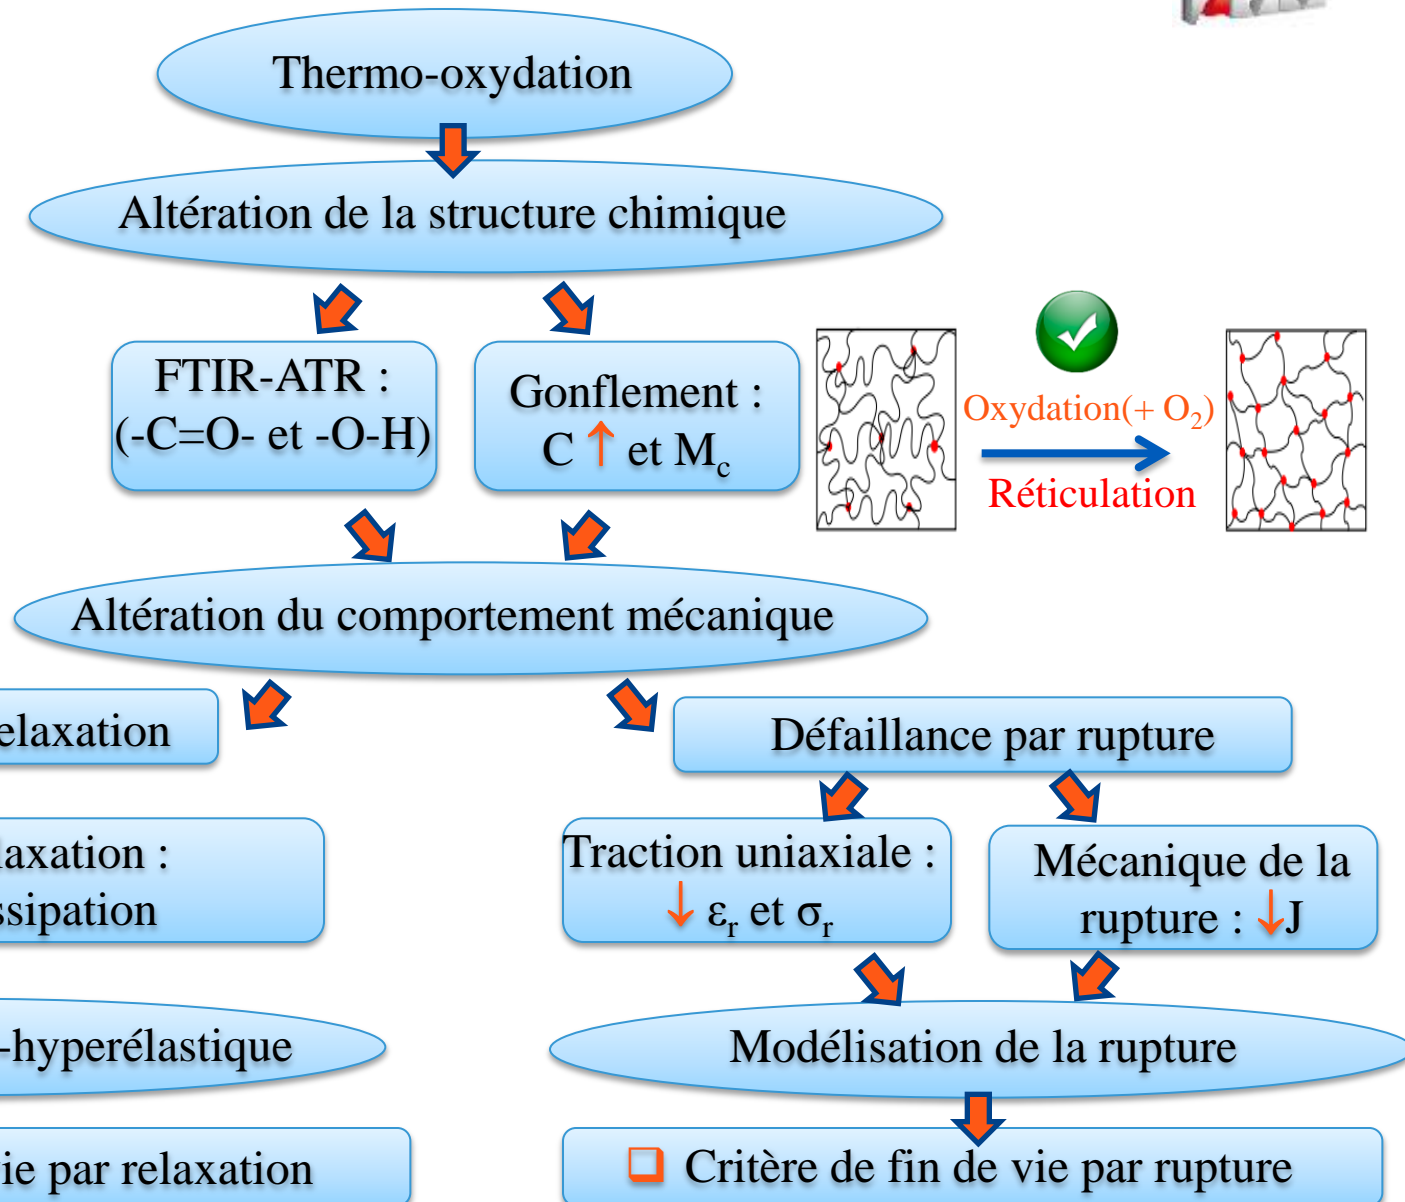 Thermo-oxydation
Altération de la structure chimique
FTIR-ATR :
(-C=O- et -O-H)
Gonflement :
C ↑ et Mc
Oxydation(+ O2)
Réticulation
Altération du comportement mécanique
elaxation
Défaillance par rupture
laxation :
ssipation
Traction uniaxiale :
↓ εr et σr
Mécanique de la
rupture : ↓J
-hyperélastique
Modélisation de la rupture
ie par relaxation
❑ Critère de fin de vie par rupture